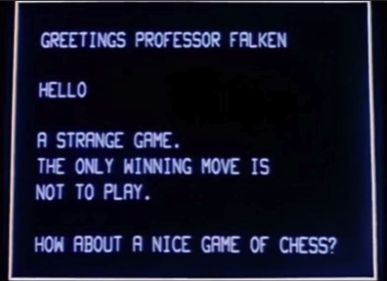 GREETINGS PROFESSOR FALKEN
HELLO
A STRANGE GAME.
THE ONLY WINNING MOVE IS
NOT TO PLAY.
HOW ABOUT A NICE GAME OF CHESS?